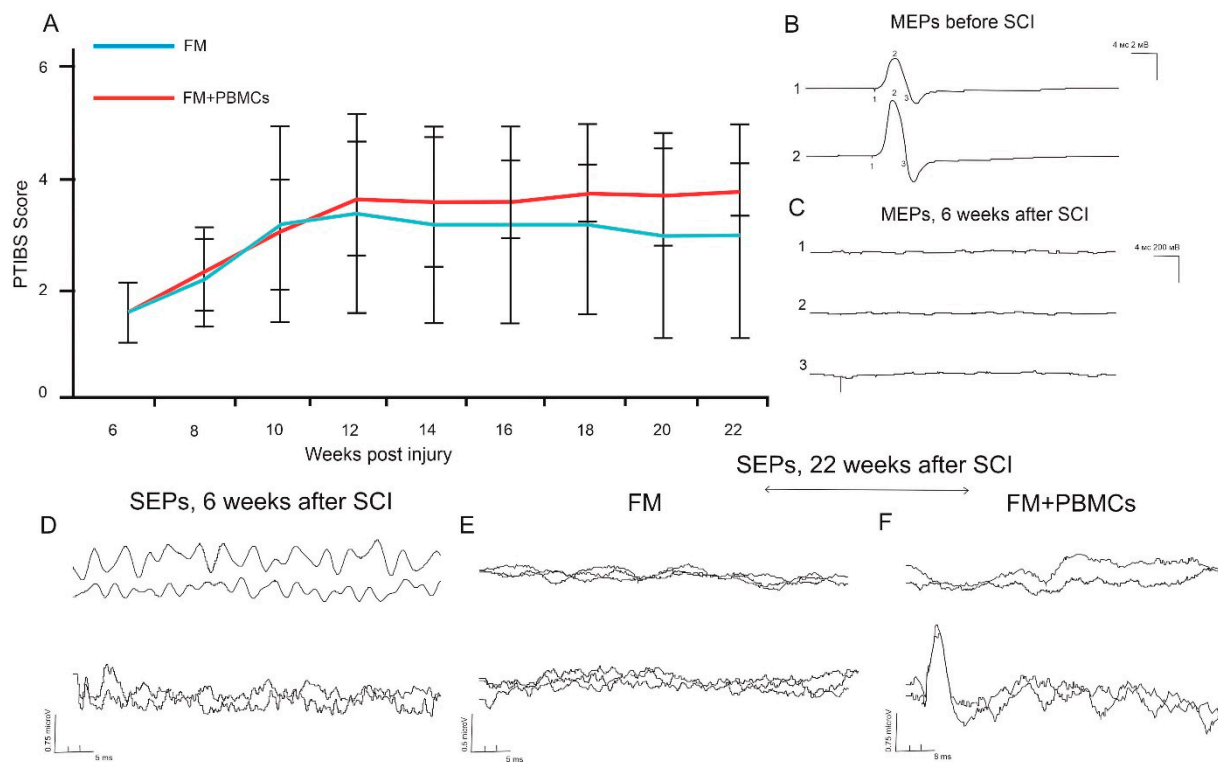 A
FM
FM+PBMCs
PTIBS Score
6
4
2
0
6 8 10 12 14 16 18 20 22
Weeks post injury
B
MEPs before SCI
4 мс 2 мВ
1
2
1 3
2
2
1 3
C
MEPs, 6 weeks after SCI
4 мс 200 мВ
1
2
3
SEPs, 22 weeks after SCI
D
SEPs, 6 weeks after SCI
0.75 microV
5 ms
E
FM
0.5 microV
5 ms
F
FM+PBMCs
0.75 microV
8 ms